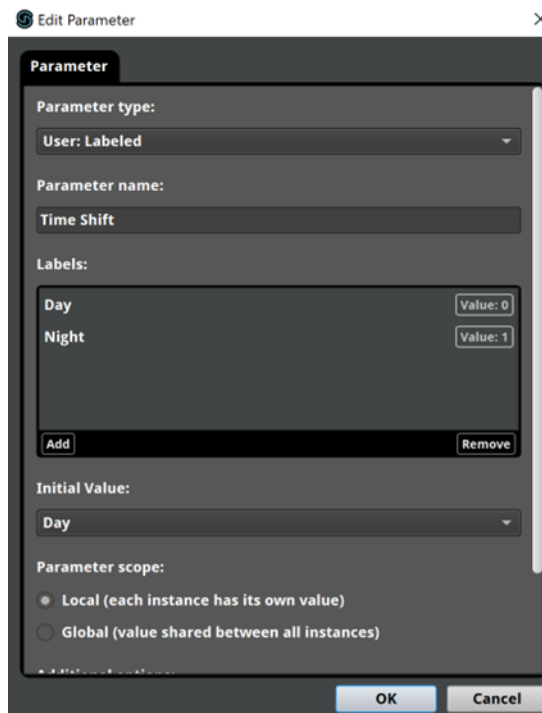 Edit Parameter
Parameter
Parameter type:
User: Labeled
Parameter name:
Time Shift
Labels:
Day Value: 0
Night Value: 1
Add Remove
Initial Value:
Day
Parameter scope:
Local (each instance has its own value)
Global (value shared between all instances)
Additional options:
OK Cancel